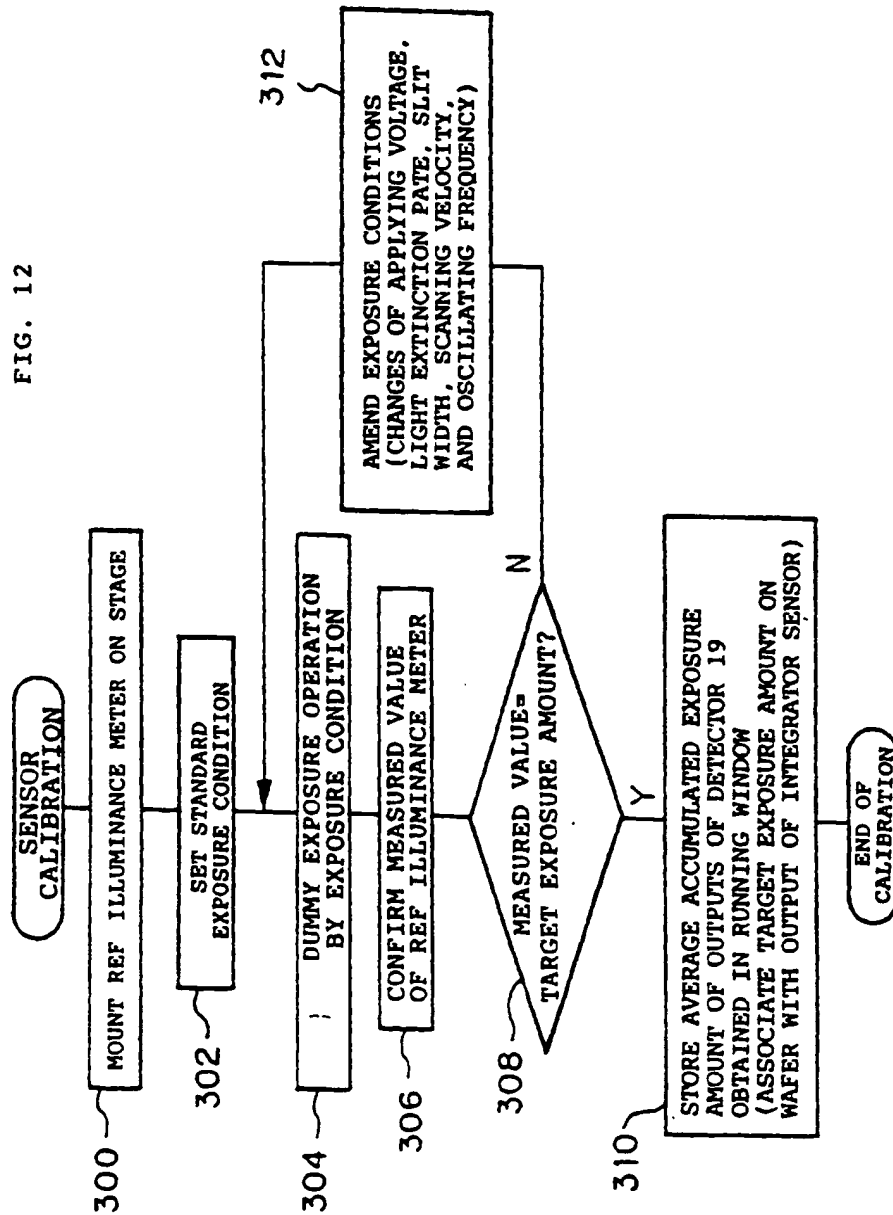 FIG. 12
SENSOR
CALIBRATION
300
MOUNT REF ILLUMINANCE METER ON STAGE
302
SET STANDARD
EXPOSURE CONDITION
304
DUMMY EXPOSURE OPERATION
BY EXPOSURE CONDITION
306
CONFIRM MEASURED VALUE
OF REF ILLUMINANCE METER
308
MEASURED VALUE=
TARGET EXPOSURE AMOUNT?
N
Y
312
AMEND EXPOSURE CONDITIONS
(CHANGES OF APPLYING VOLTAGE,
LIGHT EXTINCTION PATE, SLIT
WIDTH, SCANNING VELOCITY,
AND OSCILLATING FREQUENCY)
310
STORE AVERAGE ACCUMULATED EXPOSURE
AMOUNT OF OUTPUTS OF DETECTOR 19
OBTAINED IN RUNNING WINDOW
(ASSOCIATE TARGET EXPOSURE AMOUNT ON
WAFER WITH OUTPUT OF INTEGRATOR SENSOR)
END OF
CALIBRATION